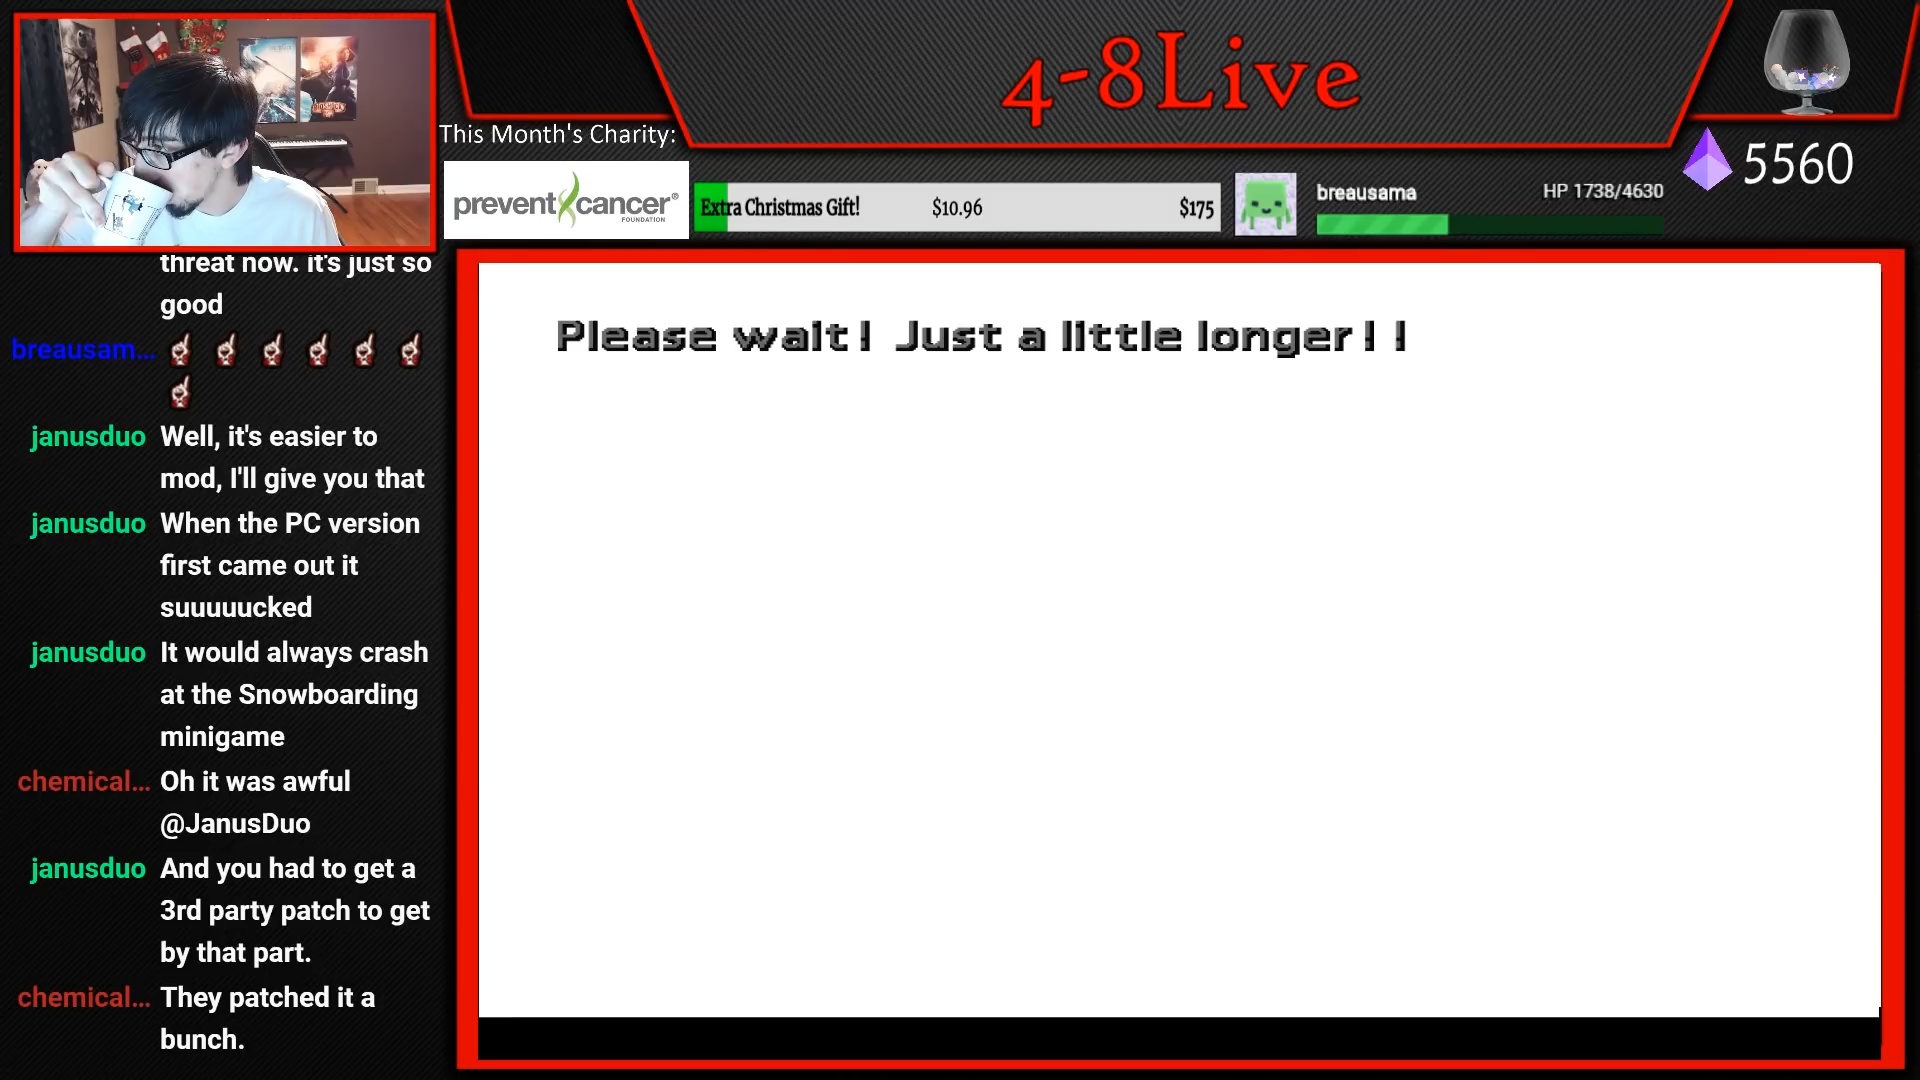 4-8Live
This Month's Charity:
prevent cancer®
FOUNDATION
Extra Christmas Gift! $10.96 $175
breausama HP 1738/4630
5560
threat now. it's just so
good
breausam...
janusduo Well, it's easier to
mod, I'll give you that
janusduo When the PC version
first came out it
suuuuucked
janusduo It would always crash
at the Snowboarding
minigame
chemical... Oh it was awful
@JanusDuo
janusduo And you had to get a
3rd party patch to get
by that part.
chemical... They patched it a
bunch.
Please wait! Just a little longer!!